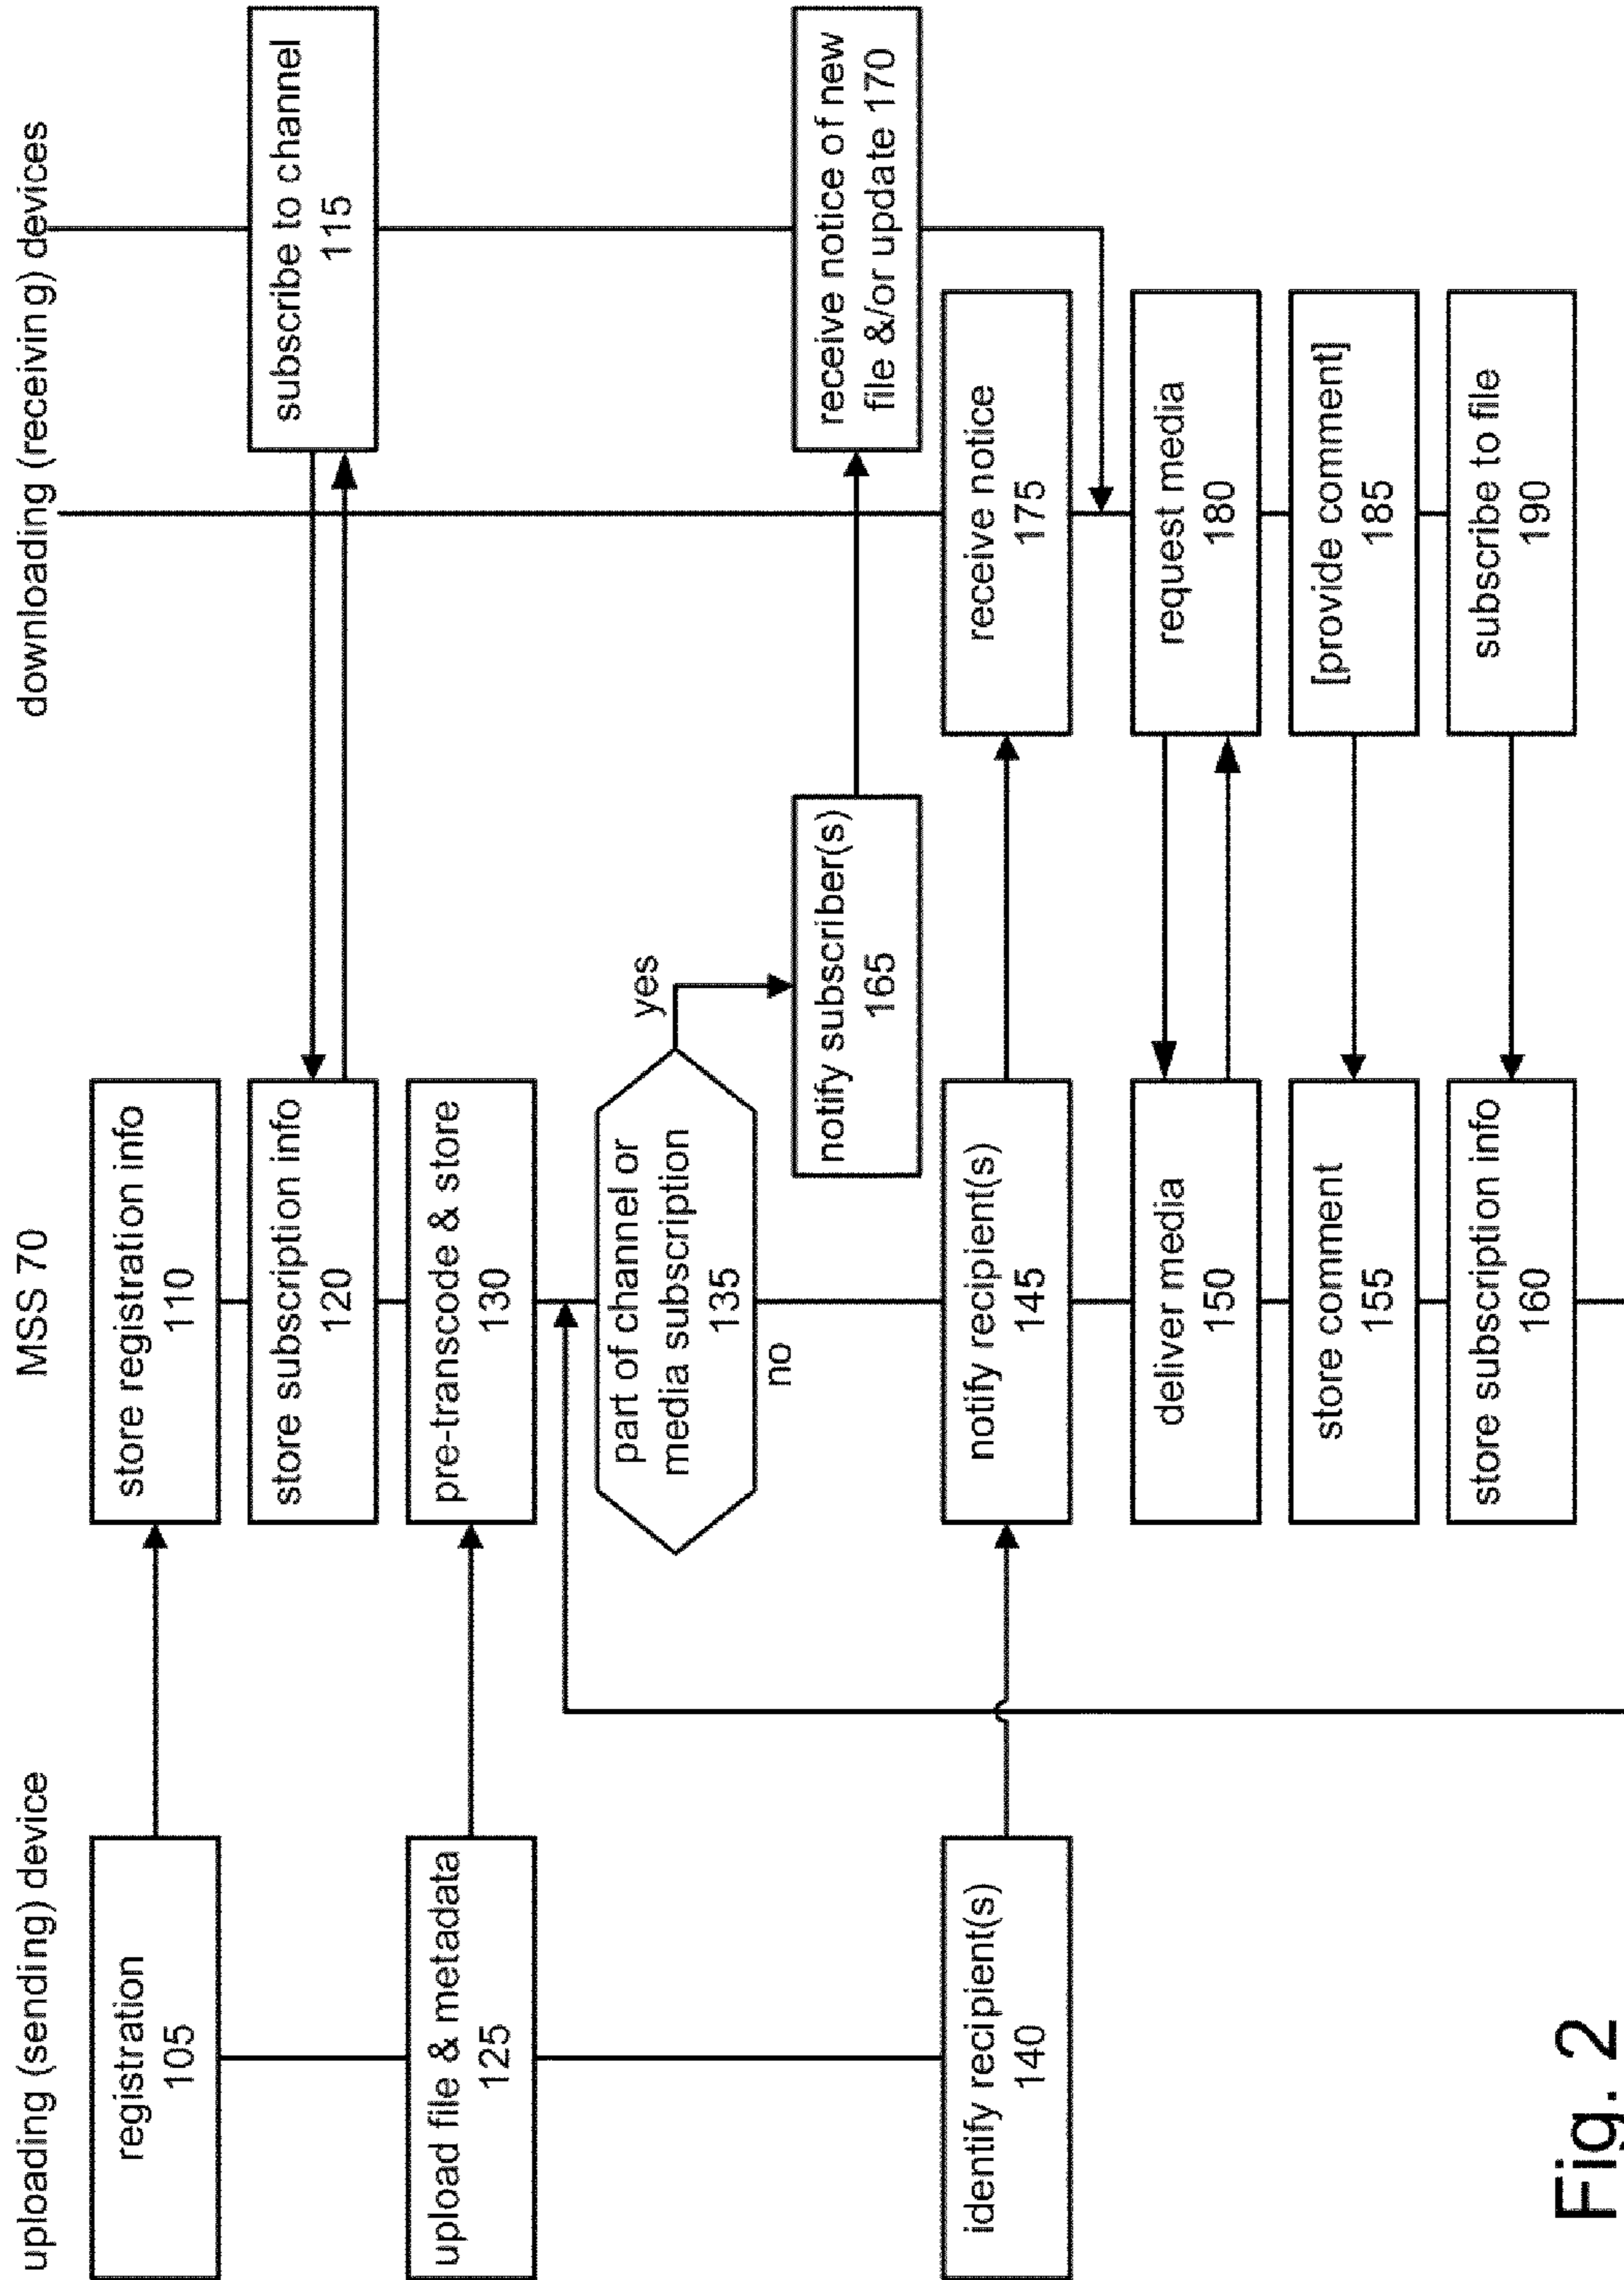 uploading (sending) device
MSS 70
downloading (receiving) devices
registration
105
store registration info
110
store subscription info
120
subscribe to channel
115
upload file & metadata
125
pre-transcode & store
130
part of channel or
media subscription
135
yes
no
notify subscriber(s)
165
receive notice of new
file &/or update 170
identify recipient(s)
140
notify recipient(s)
145
receive notice
175
deliver media
150
request media
180
store comment
155
[provide comment]
185
store subscription info
160
subscribe to file
190
Fig. 2